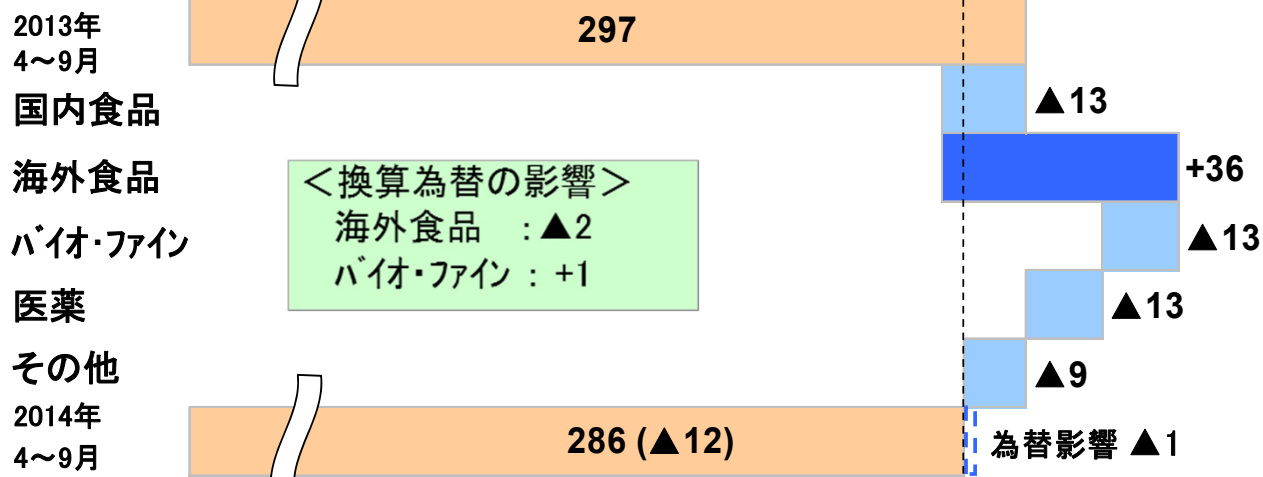 2013年
4～9月
297
国内食品
▲13
海外食品
+36
＜換算為替の影響＞
海外食品 ：▲2
バイオ・ファイン：+1
バイオ・ファイン
▲13
医薬
▲13
その他
▲9
2014年
4～9月
286 (▲12)
為替影響 ▲1